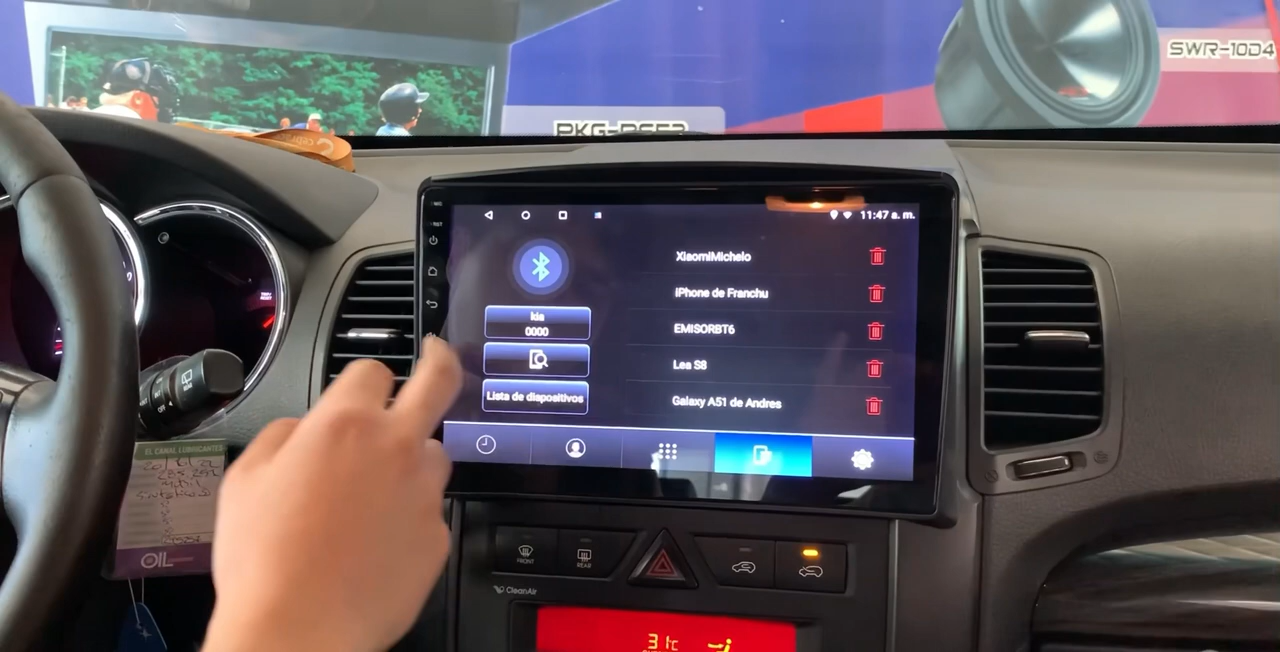 SWR-10D4
11:47 a. m.
XiaomiMichelo
iPhone de Franchu
kia
0000
EMISORBT6
Lea S8
Lista de dispositivos
Galaxy A51 de Andres
EL CANAL LUBRICANTES
OIL
FRONT
REAR
CleanAir
31°C